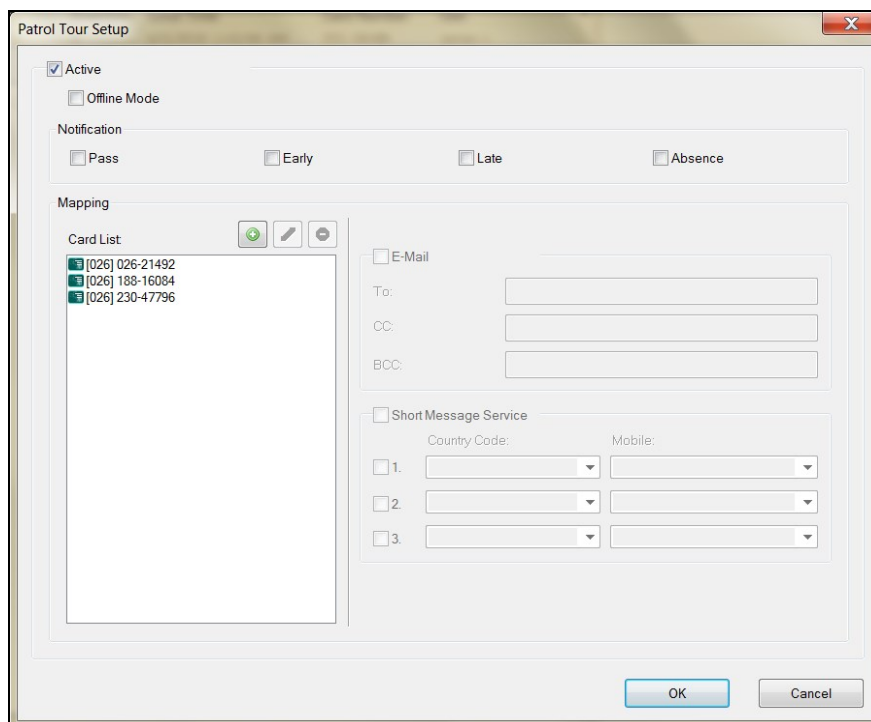 Patrol Tour Setup
Active
Offline Mode
Notification
Pass Early Late Absence
Mapping
Card List:
[026] 026-21492
[026] 188-16084
[026] 230-47796
E-Mail
To:
CC:
BCC:
Short Message Service
Country Code: Mobile:
1.
2.
3.
OK Cancel